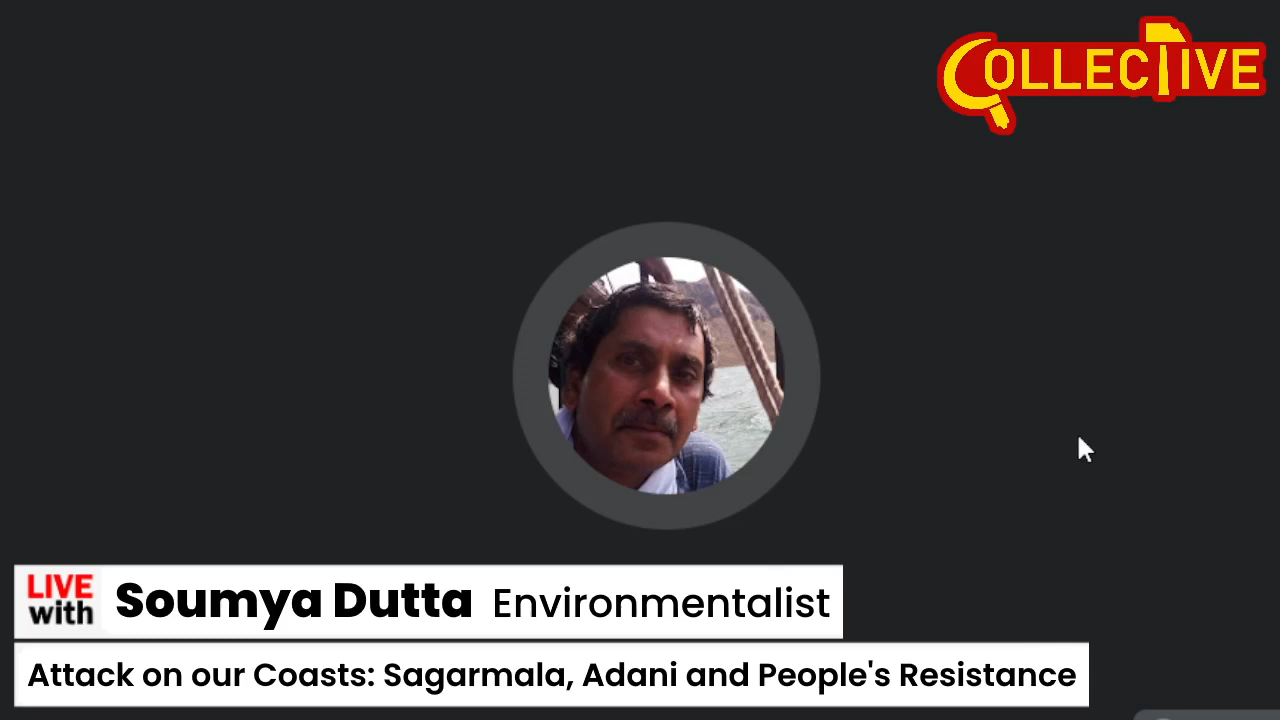 COLLECTIVE
LIVE with
Soumya Dutta Environmentalist
Attack on our Coasts: Sagarmala, Adani and People's Resistance